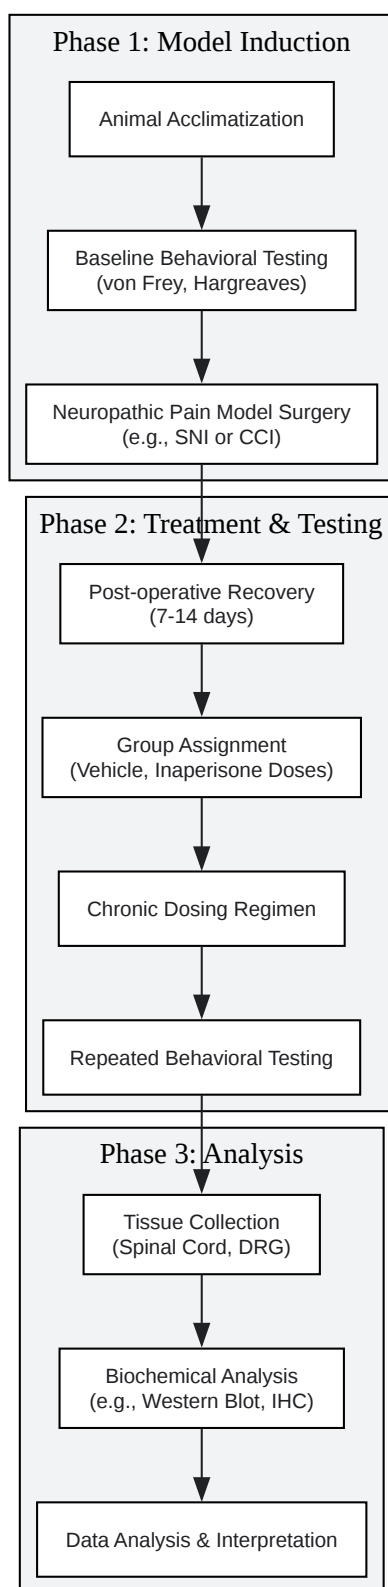 Phase 1: Model Induction
Animal Acclimatization
Baseline Behavioral Testing
(von Frey, Hargreaves)
Neuropathic Pain Model Surgery
(e.g., SNI or CCI)
Phase 2: Treatment & Testing
Post-operative Recovery
(7-14 days)
Group Assignment
(Vehicle, Inaperisone Doses)
Chronic Dosing Regimen
Repeated Behavioral Testing
Phase 3: Analysis
Tissue Collection
(Spinal Cord, DRG)
Biochemical Analysis
(e.g., Western Blot, IHC)
Data Analysis & Interpretation